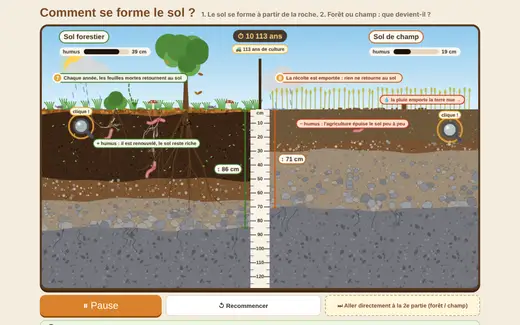 Comment se forme le sol ? 1. Le sol se forme à partir de la roche. 2. Forêt ou champ : que devient-il ?
Sol forestier
humus 39 cm
10 113 ans
113 ans de culture
Sol de champ
humus 19 cm
Chaque année, les feuilles mortes retournent au sol
La récolte est emportée : rien ne retourne au sol
la pluie emporte la terre nue
clique !
cm
clique !
humus : l'agriculture épuise le sol peu à peu
+ humus : il est renouvelé, le sol reste riche
↕ 86 cm
↕ 71 cm
10
20
30
40
50
60
70
80
90
100
110
120
Pause
↺ Recommencer
Aller directement à la 2e partie (forêt / champ)